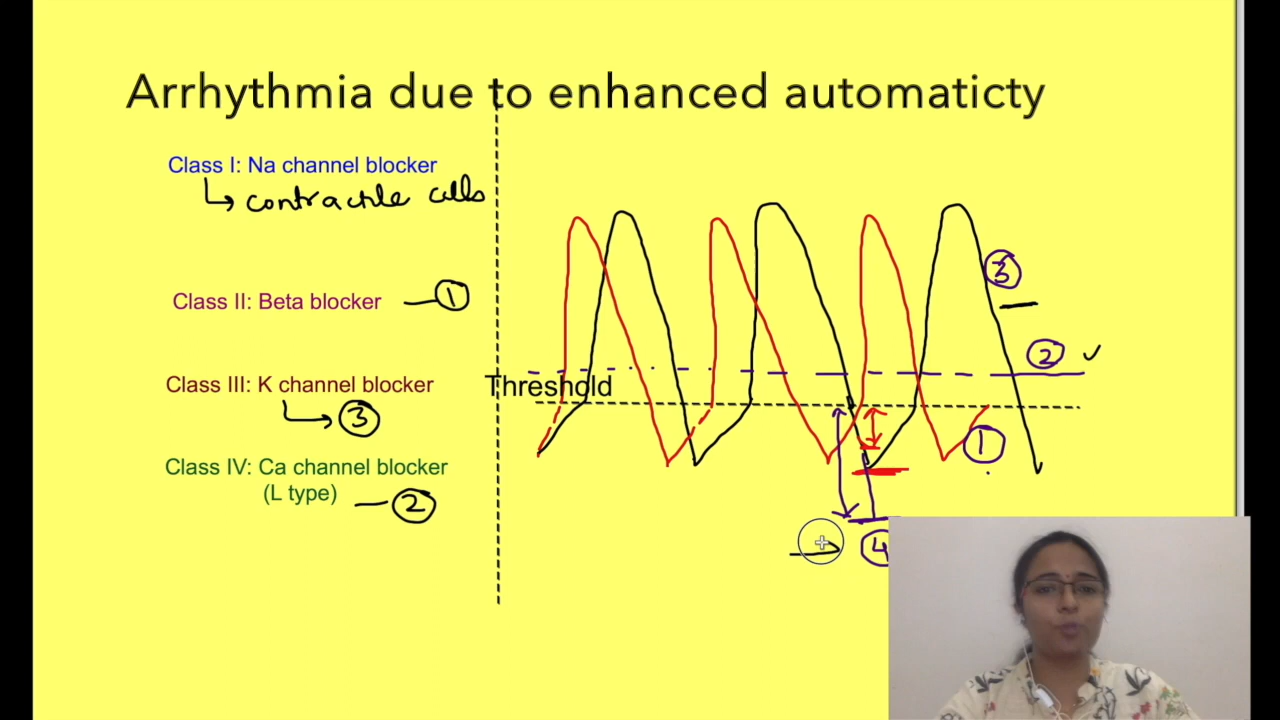 Arrhythmia due to enhanced automaticty
Class I: Na channel blocker
contractile cells
Class II: Beta blocker
1
Class III: K channel blocker
3
Class IV: Ca channel blocker
(L type)
2
Threshold
3
2
1
4